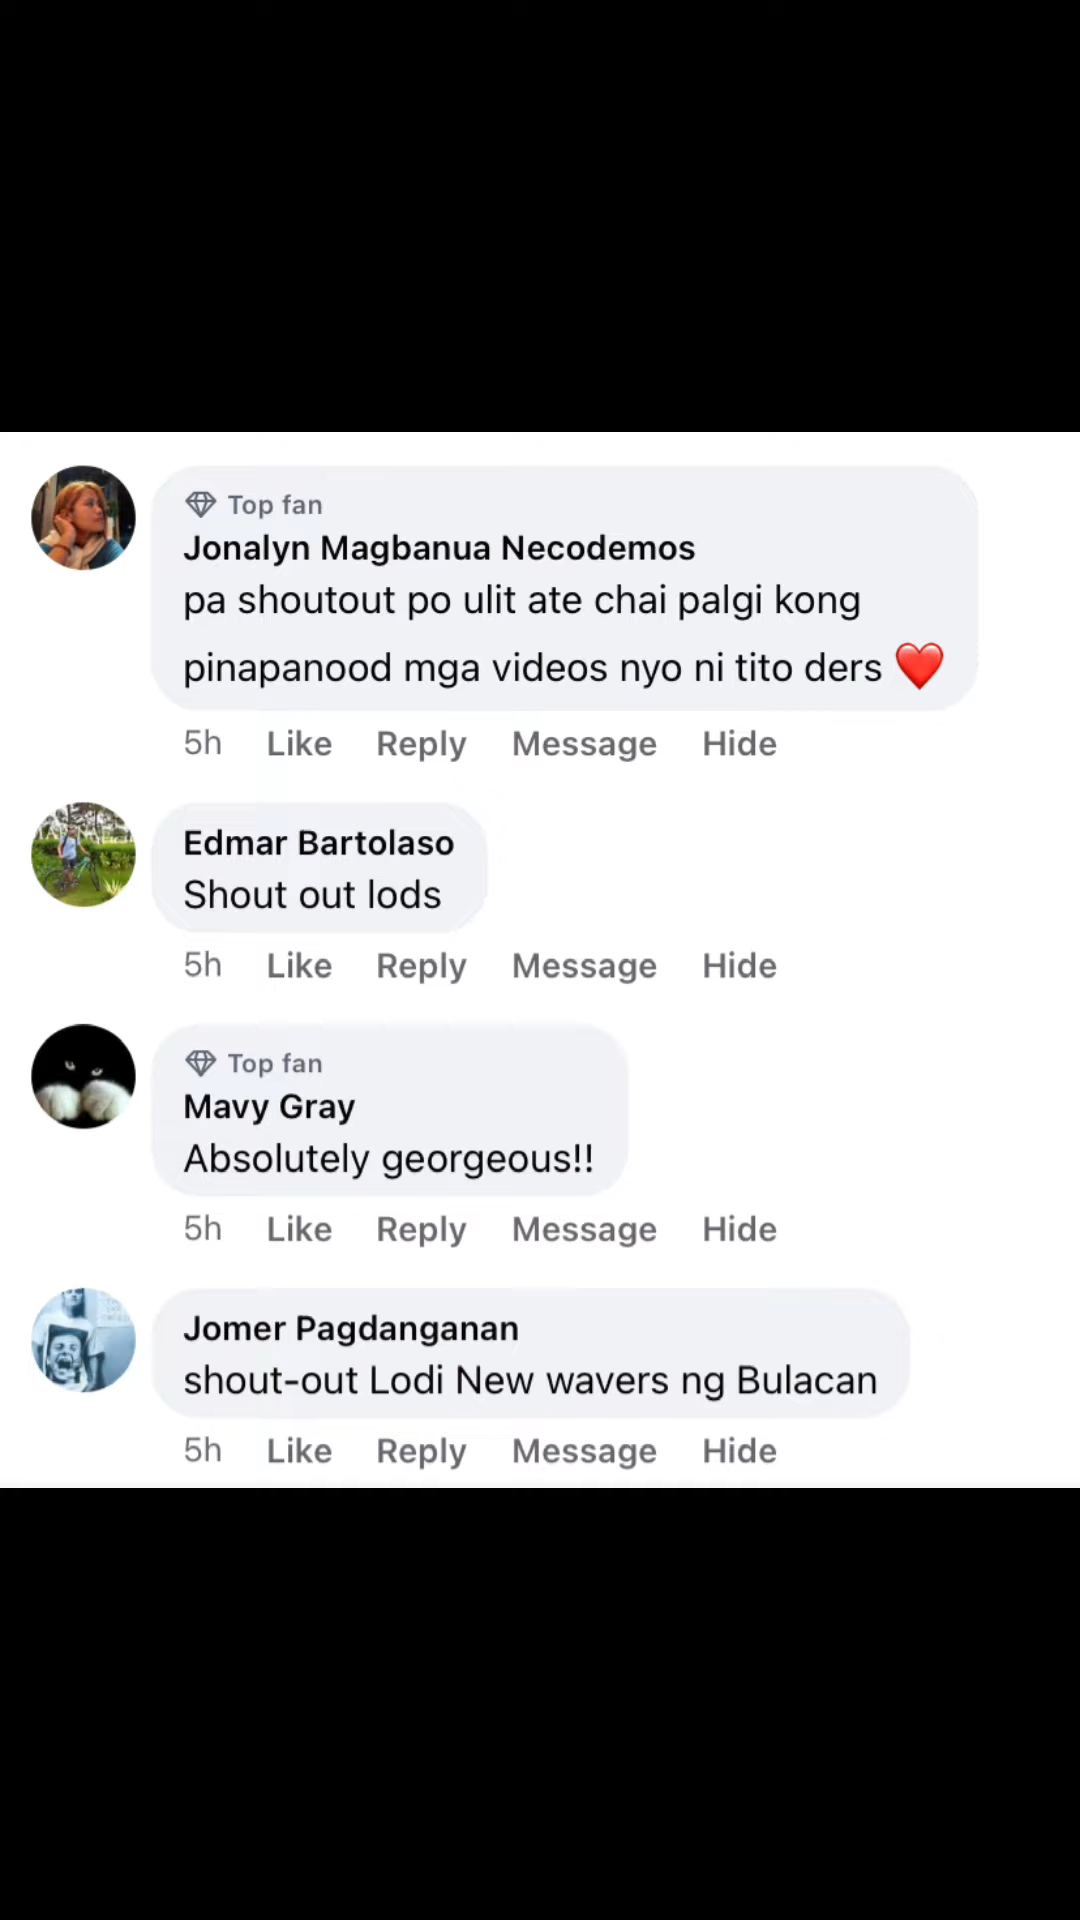 Top fan
Jonalyn Magbanua Necodemos
pa shoutout po ulit ate chai palgi kong
pinapanood mga videos nyo ni tito ders ❤️
5h Like Reply Message Hide
Edmar Bartolaso
Shout out lods
5h Like Reply Message Hide
Top fan
Mavy Gray
Absolutely georgeous!!
5h Like Reply Message Hide
Jomer Pagdanganan
shout-out Lodi New wavers ng Bulacan
5h Like Reply Message Hide